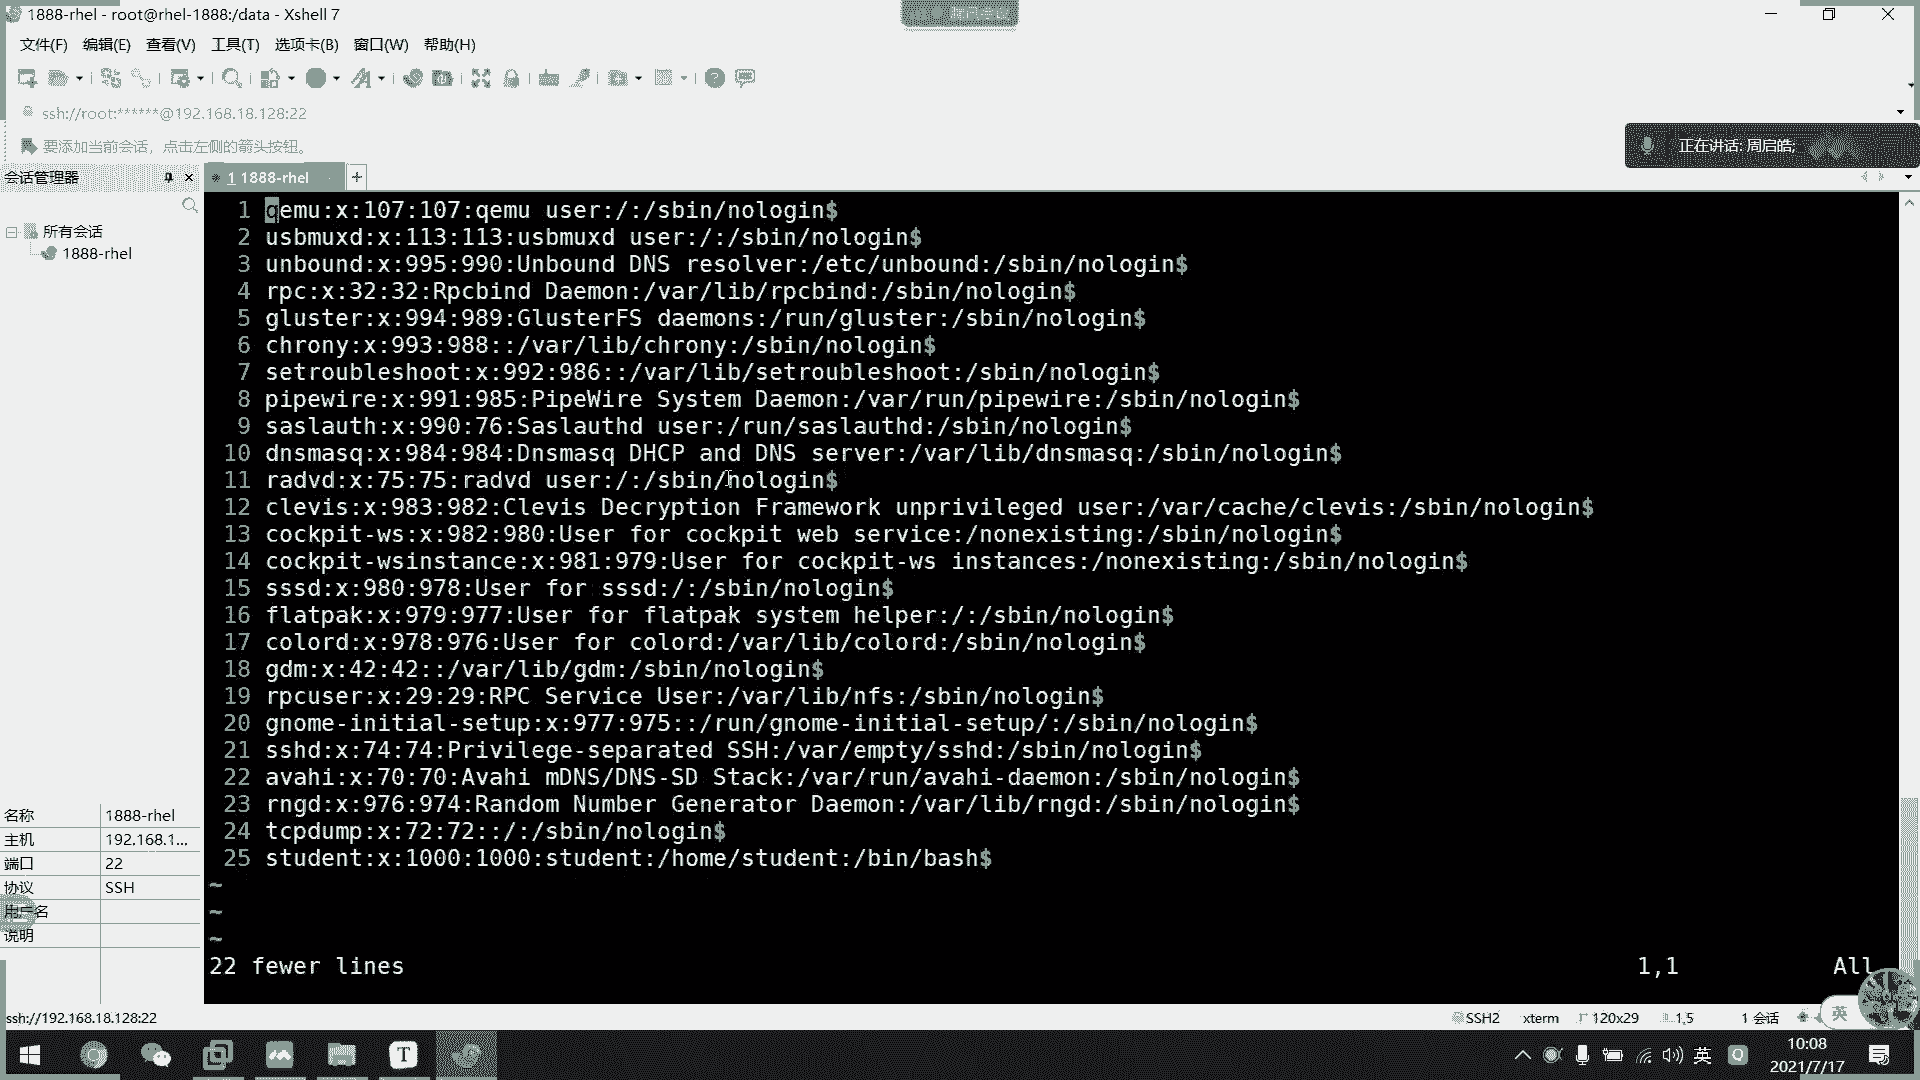 1888-rhel - root@rhel-1888:/data - Xshell 7
文件(F) 编辑(E) 查看(V) 工具(T) 选项卡(B) 窗口(W) 帮助(H)
ssh://root:******@192.168.18.128:22
要添加当前会话，点击左侧的箭头按钮。
正在讲话: 周启皓;
会话管理器
1 1888-rhel
所有会话
1888-rhel
1 qemu:x:107:107:qemu user:/:/sbin/nologin$
2 usbmuxd:x:113:113:usbmuxd user:/:/sbin/nologin$
3 unbound:x:995:990:Unbound DNS resolver:/etc/unbound:/sbin/nologin$
4 rpc:x:32:32:Rpcbind Daemon:/var/lib/rpcbind:/sbin/nologin$
5 gluster:x:994:989:GlusterFS daemons:/run/gluster:/sbin/nologin$
6 chrony:x:993:988::/var/lib/chrony:/sbin/nologin$
7 setroubleshoot:x:992:986::/var/lib/setroubleshoot:/sbin/nologin$
8 pipewire:x:991:985:PipeWire System Daemon:/var/run/pipewire:/sbin/nologin$
9 saslauth:x:990:76:Saslauthd user:/run/saslauthd:/sbin/nologin$
10 dnsmasq:x:984:984:Dnsmasq DHCP and DNS server:/var/lib/dnsmasq:/sbin/nologin$
11 radvd:x:75:75:radvd user:/:/sbin/nologin$
12 clevis:x:983:982:Clevis Decryption Framework unprivileged user:/var/cache/clevis:/sbin/nologin$
13 cockpit-ws:x:982:980:User for cockpit web service:/nonexisting:/sbin/nologin$
14 cockpit-wsinstance:x:981:979:User for cockpit-ws instances:/nonexisting:/sbin/nologin$
15 sssd:x:980:978:User for sssd:/:/sbin/nologin$
16 flatpak:x:979:977:User for flatpak system helper:/:/sbin/nologin$
17 colord:x:978:976:User for colord:/var/lib/colord:/sbin/nologin$
18 gdm:x:42:42::/var/lib/gdm:/sbin/nologin$
19 rpcuser:x:29:29:RPC Service User:/var/lib/nfs:/sbin/nologin$
20 gnome-initial-setup:x:977:975::/run/gnome-initial-setup/:/sbin/nologin$
21 sshd:x:74:74:Privilege-separated SSH:/var/empty/sshd:/sbin/nologin$
22 avahi:x:70:70:Avahi mDNS/DNS-SD Stack:/var/run/avahi-daemon:/sbin/nologin$
23 rngd:x:976:974:Random Number Generator Daemon:/var/lib/rngd:/sbin/nologin$
24 tcpdump:x:72:72::/:/sbin/nologin$
25 student:x:1000:1000:student:/home/student:/bin/bash$
~
~
~
22 fewer lines 1,1 All
名称 1888-rhel
主机 192.168.1...
端口 22
协议 SSH
用户名
说明
ssh://192.168.18.128:22 SSH2 xterm 120x29 1,5 1 会话
英
英
10:08
2021/7/17